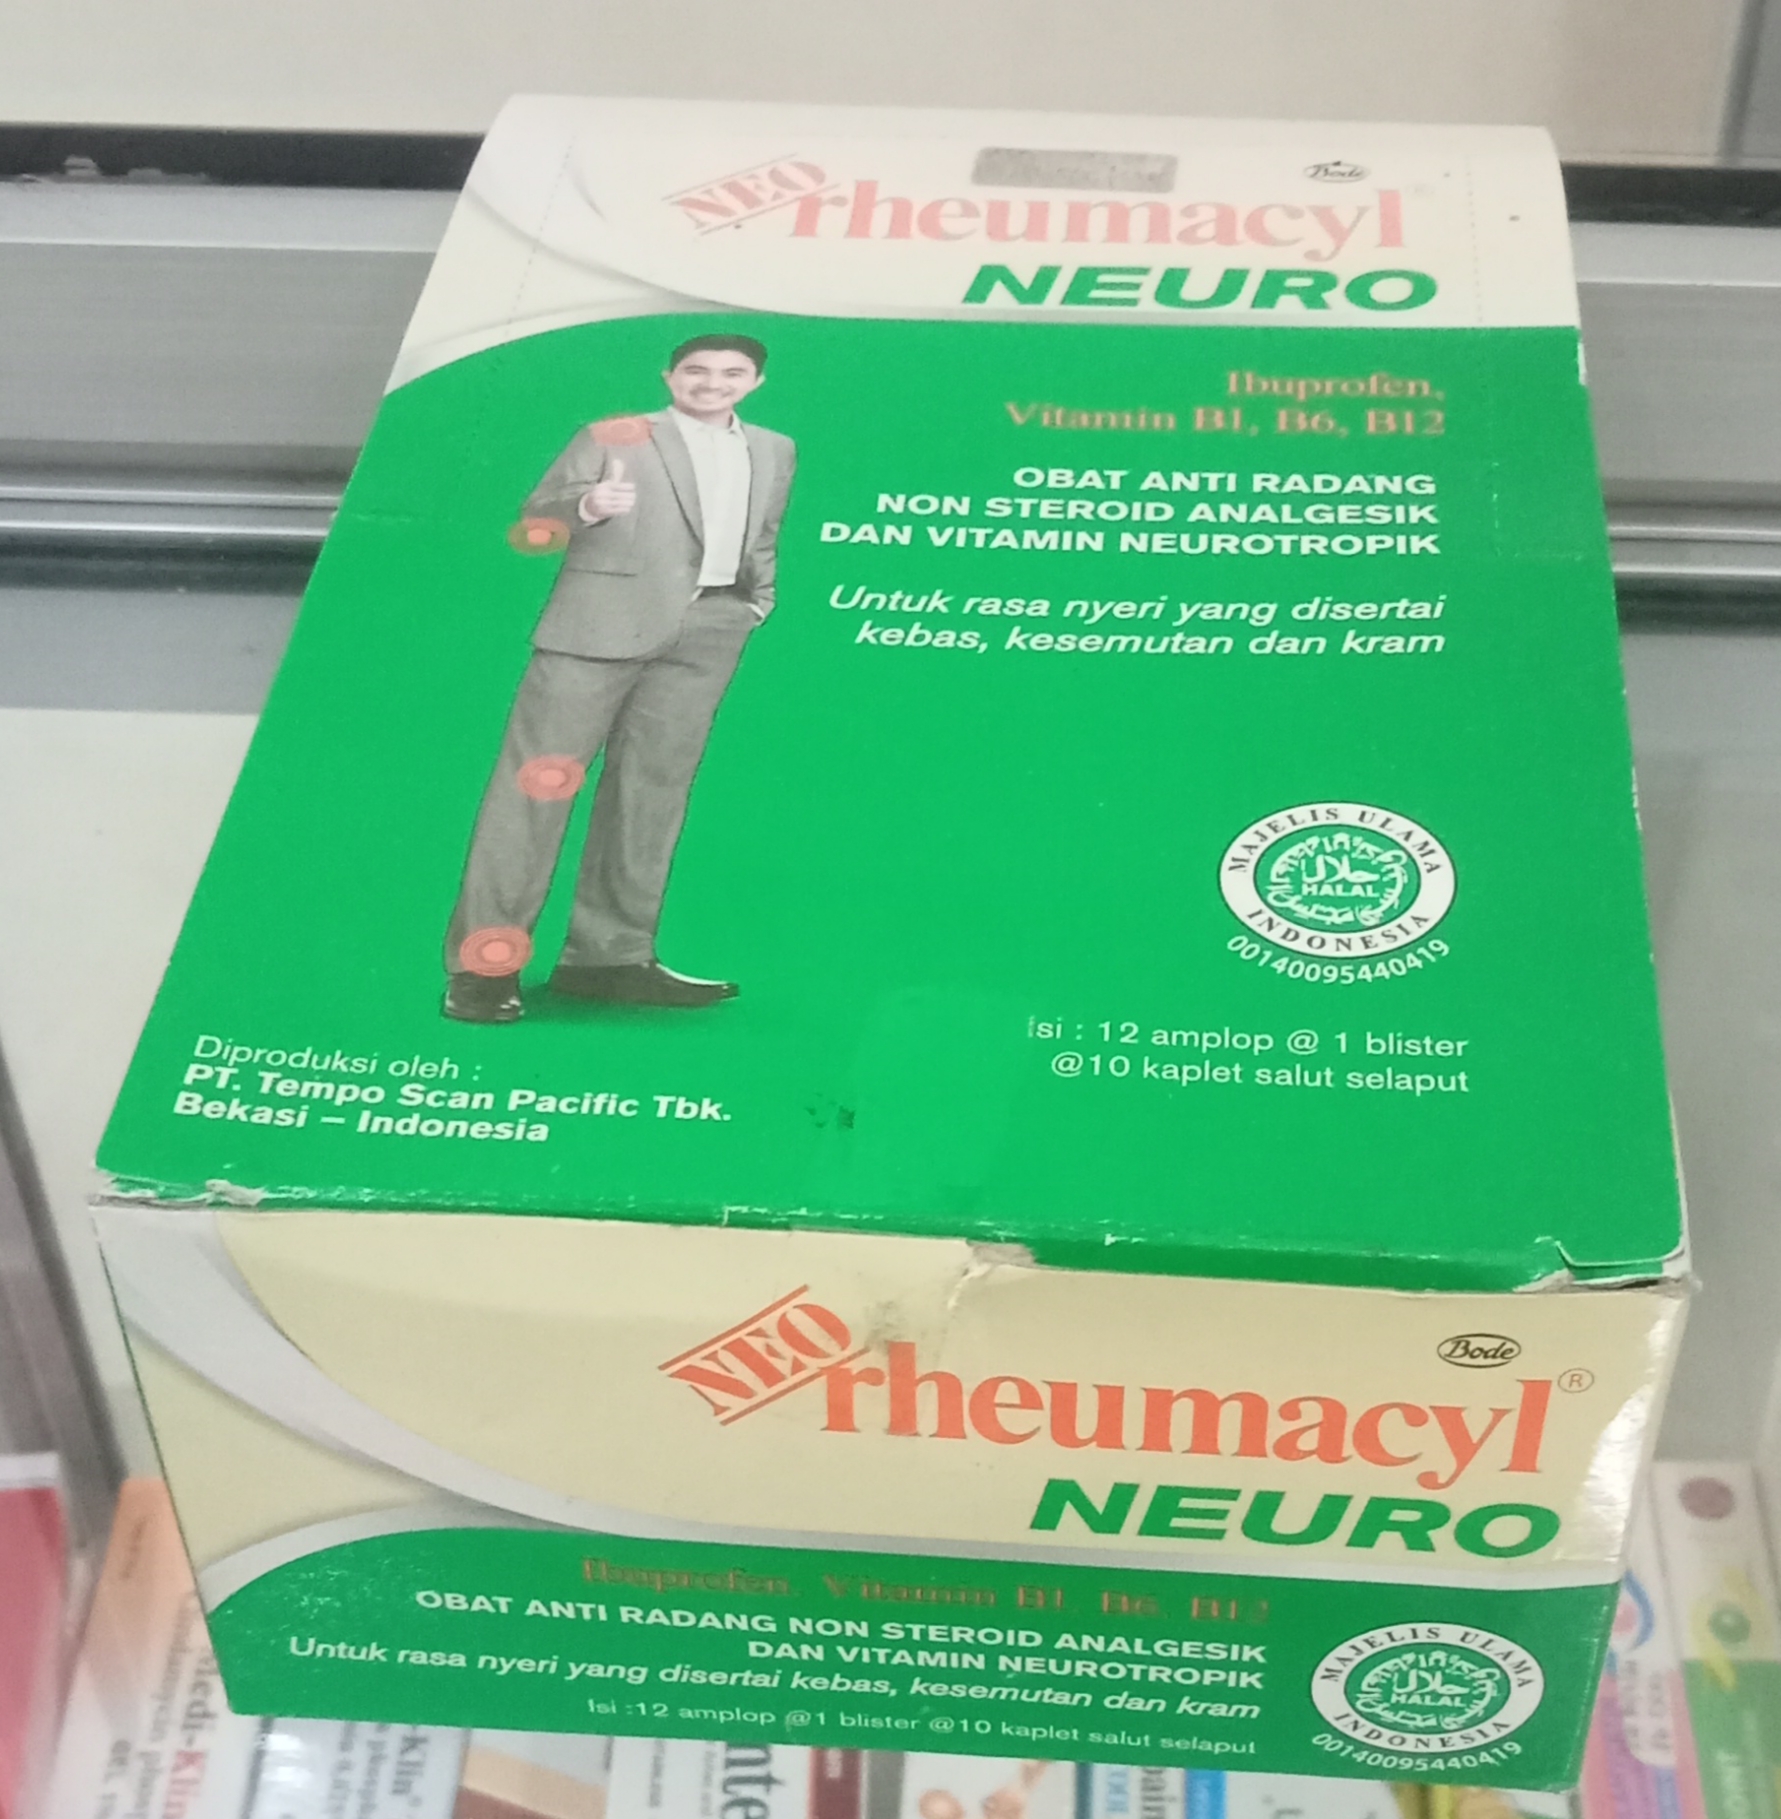 Bode
NEO rheumacyl
NEURO
Ibuprofen,
Vitamin B1, B6, B12
OBAT ANTI RADANG
NON STEROID ANALGESIK
DAN VITAMIN NEUROTROPIK
Untuk rasa nyeri yang disertai
kebas, kesemutan dan kram
MAJELIS ULAMA
حلال
HALAL
INDONESIA
00140095440419
isi : 12 amplop @ 1 blister
@10 kaplet salut selaput
Diproduksi oleh :
PT. Tempo Scan Pacific Tbk.
Bekasi – Indonesia
Bode
NEO rheumacyl®
NEURO
Ibuprofen, Vitamin B1, B6, B12
OBAT ANTI RADANG NON STEROID ANALGESIK
DAN VITAMIN NEUROTROPIK
Untuk rasa nyeri yang disertai kebas, kesemutan dan kram
Isi :12 amplop @1 blister @10 kaplet salut selaput
MAJELIS ULAMA
حلال
HALAL
INDONESIA
00140095440419
Medi-Klin